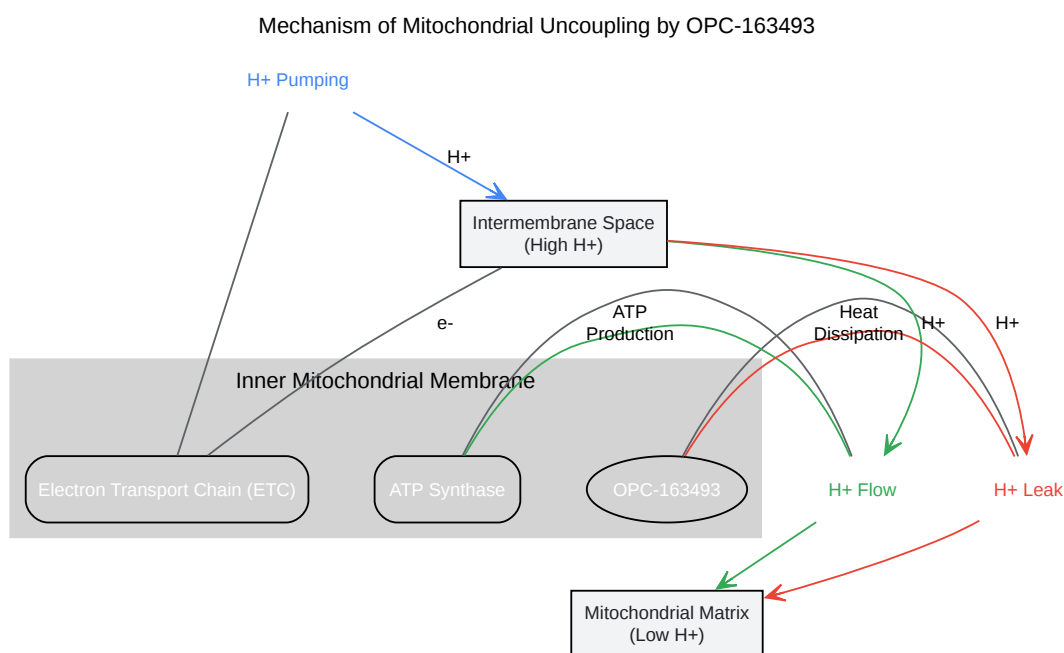 Mechanism of Mitochondrial Uncoupling by OPC-163493
H+ Pumping
H+
Intermembrane Space
(High H+)
e-
ATP
Production
Heat
Dissipation
H+
H+
Inner Mitochondrial Membrane
Electron Transport Chain (ETC)
ATP Synthase
OPC-163493
H+ Flow
H+ Leak
Mitochondrial Matrix
(Low H+)